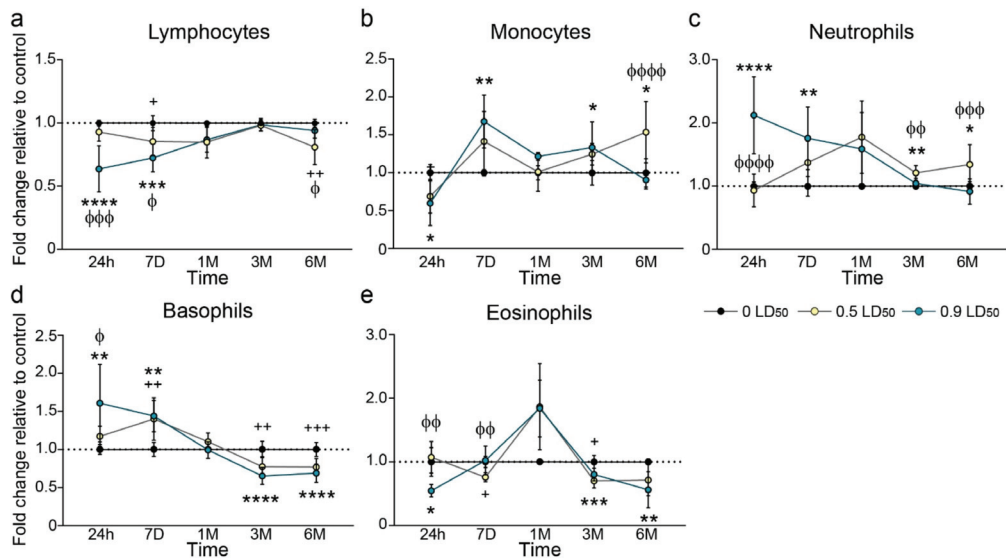 a
Lymphocytes
Fold change relative to control
1.5
1.0
0.5
0
+
****
ϕϕϕ
***
ϕ
++
ϕ
24h 7D 1M 3M 6M
Time
b
Monocytes
2.5
2.0
1.5
1.0
0.5
0
**
*
ϕϕϕϕ
*
*
24h 7D 1M 3M 6M
Time
c
Neutrophils
3.0
2.0
1.0
0
****
**
ϕϕϕϕ
ϕϕ
**
ϕϕϕ
*
24h 7D 1M 3M 6M
Time
d
Basophils
Fold change relative to control
2.5
2.0
1.5
1.0
0.5
0
ϕ
**
**
++
++
+++
****
****
24h 7D 1M 3M 6M
Time
e
Eosinophils
3.0
2.0
1.0
0
ϕϕ
ϕϕ
+
+
*
***
**
24h 7D 1M 3M 6M
Time
0 LD50 0.5 LD50 0.9 LD50